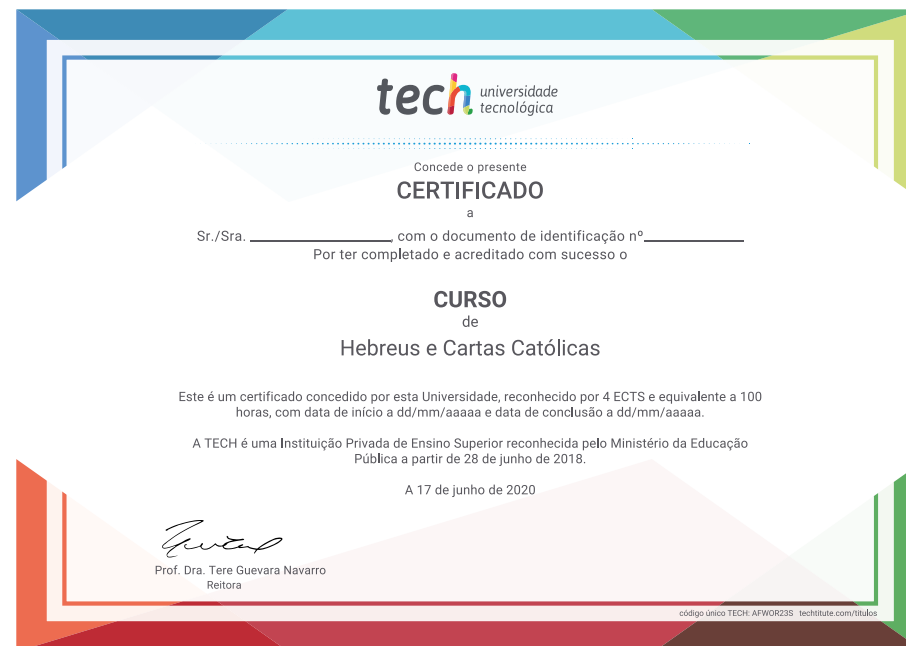 tech universidade
tecnológica
Concede o presente
CERTIFICADO
a
Sr./Sra. ____________________, com o documento de identificação nº______________
Por ter completado e acreditado com sucesso o
CURSO
de
Hebreus e Cartas Católicas
Este é um certificado concedido por esta Universidade, reconhecido por 4 ECTS e equivalente a 100
horas, com data de início a dd/mm/aaaaa e data de conclusão a dd/mm/aaaaa.
A TECH é uma Instituição Privada de Ensino Superior reconhecida pelo Ministério da Educação
Pública a partir de 28 de junho de 2018.
A 17 de junho de 2020
Prof. Dra. Tere Guevara Navarro
Reitora
código único TECH: AFWOR23S techtitute.com/titulos